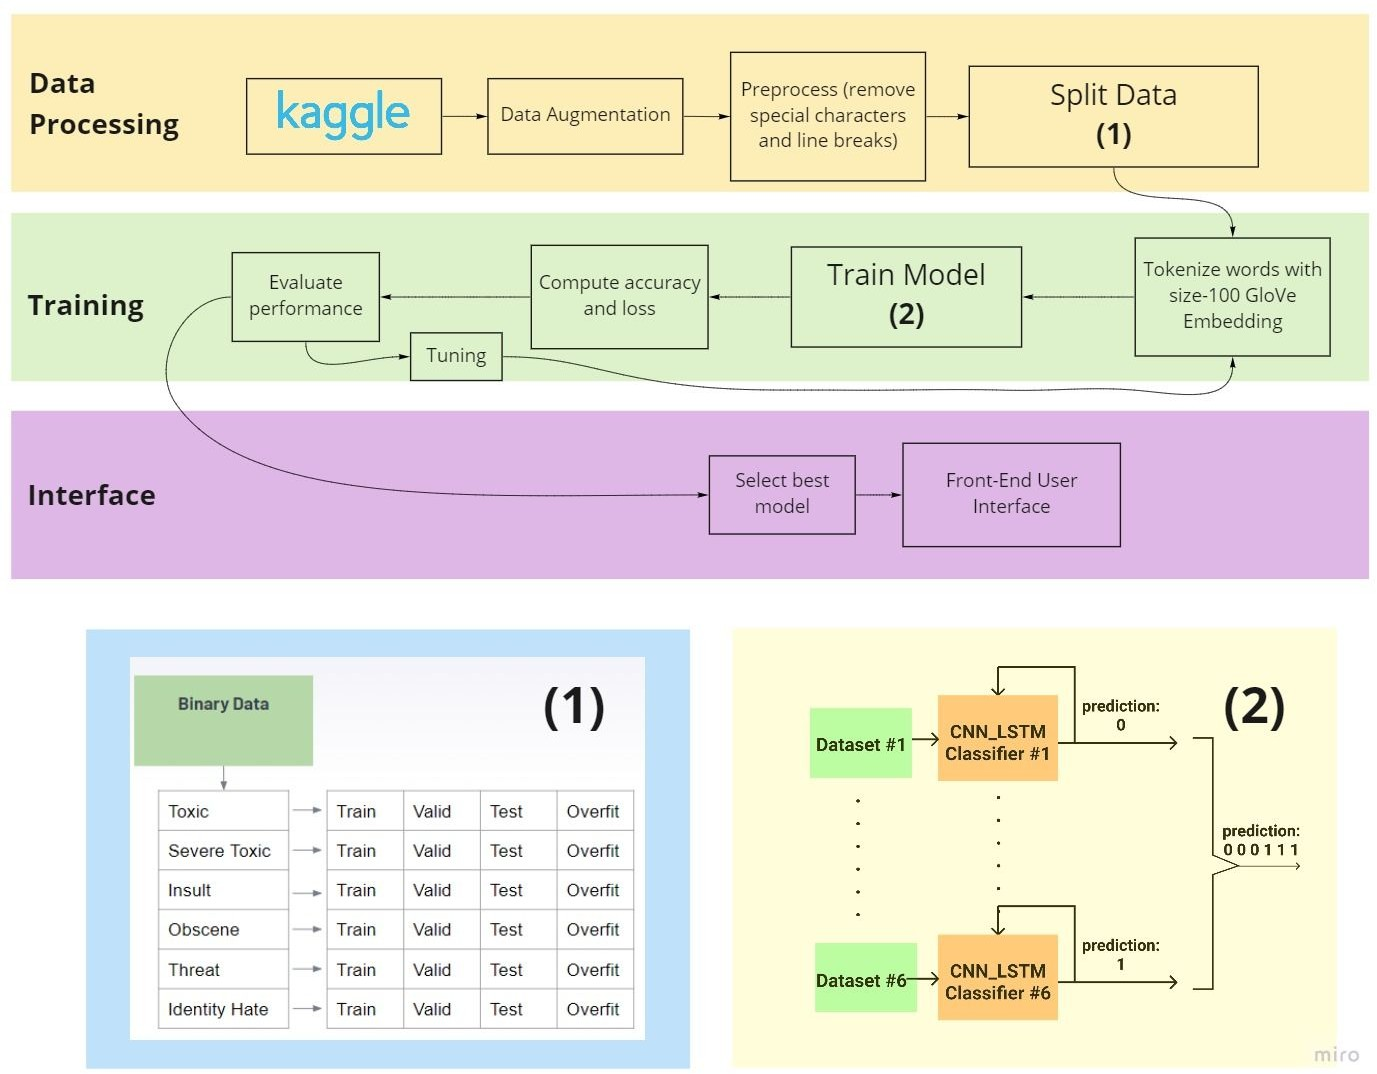 Data
Processing
kaggle
Data Augmentation
Preprocess (remove
special characters
and line breaks)
Split Data
(1)
Training
Evaluate
performance
Tuning
Compute accuracy
and loss
Train Model
(2)
Tokenize words with
size-100 GloVe
Embedding
Interface
Select best
model
Front-End User
Interface
(1)
Binary Data
Toxic Train Valid Test Overfit
Severe Toxic Train Valid Test Overfit
Insult Train Valid Test Overfit
Obscene Train Valid Test Overfit
Threat Train Valid Test Overfit
Identity Hate Train Valid Test Overfit
(2)
Dataset #1
CNN_LSTM
Classifier #1
prediction:
0
prediction:
0 0 0 1 1 1
Dataset #6
CNN_LSTM
Classifier #6
prediction:
1
miro